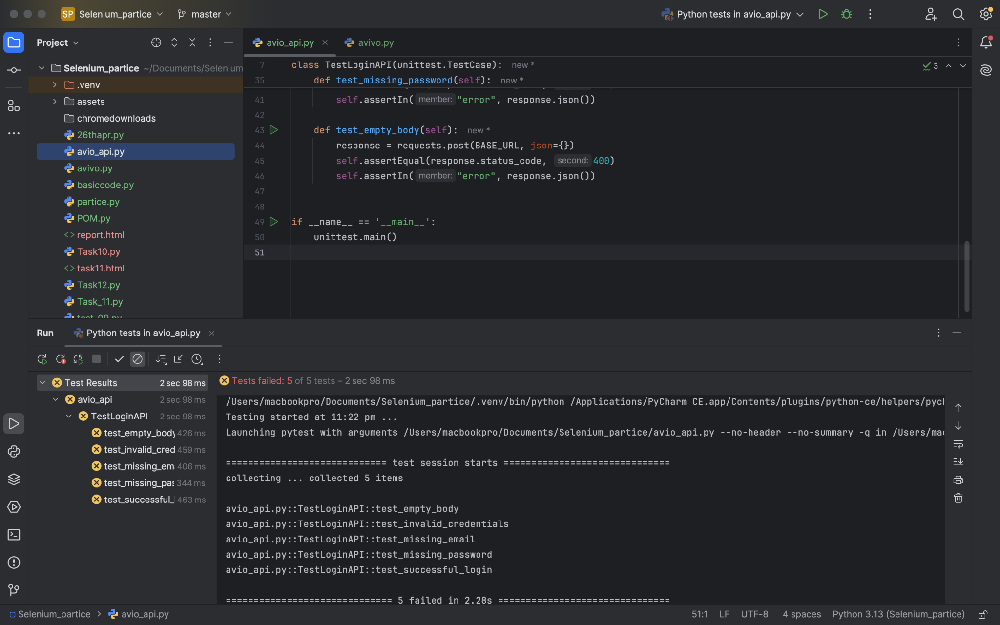 SP Selenium_partice master Python tests in avio_api.py
Project
Selenium_partice ~/Documents/Selenium
.venv
assets
chromedownloads
26thapr.py
avio_api.py
avivo.py
basiccode.py
partice.py
POM.py
report.html
Task10.py
task11.html
Task12.py
Task_11.py
avio_api.py avivo.py
7 class TestLoginAPI(unittest.TestCase): new *
3
35 def test_missing_password(self): new *
41 self.assertIn( member: "error", response.json())
42
43 def test_empty_body(self): new *
44 response = requests.post(BASE_URL, json={})
45 self.assertEqual(response.status_code, second: 400)
46 self.assertIn( member: "error", response.json())
47
48
49 if __name__ == '__main__':
50 unittest.main()
51
Run Python tests in avio_api.py
Test Results 2 sec 98 ms
avio_api 2 sec 98 ms
TestLoginAPI 2 sec 98 ms
test_empty_body 426 ms
test_invalid_cred 459 ms
test_missing_em 406 ms
test_missing_pas 344 ms
test_successful_ 463 ms
Tests failed: 5 of 5 tests – 2 sec 98 ms
/Users/macbookpro/Documents/Selenium_partice/.venv/bin/python /Applications/PyCharm CE.app/Contents/plugins/python-ce/helpers/pych
Testing started at 11:22 pm ...
Launching pytest with arguments /Users/macbookpro/Documents/Selenium_partice/avio_api.py --no-header --no-summary -q in /Users/mac
============================= test session starts ==============================
collecting ... collected 5 items
avio_api.py::TestLoginAPI::test_empty_body
avio_api.py::TestLoginAPI::test_invalid_credentials
avio_api.py::TestLoginAPI::test_missing_email
avio_api.py::TestLoginAPI::test_missing_password
avio_api.py::TestLoginAPI::test_successful_login
============================== 5 failed in 2.28s ===============================
Selenium_partice > avio_api.py 51:1 LF UTF-8 4 spaces Python 3.13 (Selenium_partice)